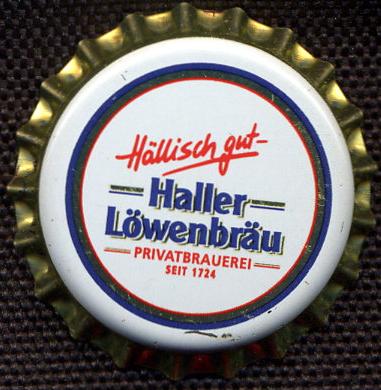 Hällisch gut
Haller
Löwenbräu
PRIVATBRAUEREI
SEIT 1724